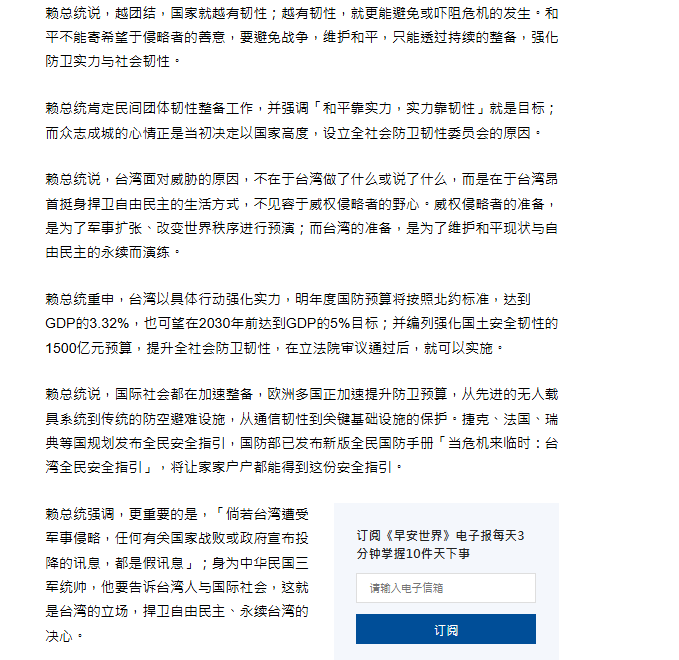 赖总统说，越团结，国家就越有韧性；越有韧性，就更能避免或吓阻危机的发生。和
平不能寄希望于侵略者的善意，要避免战争，维护和平，只能透过持续的整备，强化
防卫实力与社会韧性。
赖总统肯定民间团体韧性整备工作，并强调「和平靠实力，实力靠韧性」就是目标；
而众志成城的心情正是当初决定以国家高度，设立全社会防卫韧性委员会的原因。
赖总统说，台湾面对威胁的原因，不在于台湾做了什么或说了什么，而是在于台湾昂
首挺身捍卫自由民主的生活方式，不见容于威权侵略者的野心。威权侵略者的准备，
是为了军事扩张、改变世界秩序进行预演；而台湾的准备，是为了维护和平现状与自
由民主的永续而演练。
赖总统重申，台湾以具体行动强化实力，明年度国防预算将按照北约标准，达到
GDP的3.32%，也可望在2030年前达到GDP的5%目标；并编列强化国土安全韧性的
1500亿元预算，提升全社会防卫韧性，在立法院审议通过后，就可以实施。
赖总统说，国际社会都在加速整备，欧洲多国正加速提升防卫预算，从先进的无人载
具系统到传统的防空避难设施，从通信韧性到关键基础设施的保护。捷克、法国、瑞
典等国规划发布全民安全指引，国防部已发布新版全民国防手册「当危机来临时：台
湾全民安全指引」，将让家家户户都能得到这份安全指引。
赖总统强调，更重要的是，「倘若台湾遭受
军事侵略，任何有关国家战败或政府宣布投
降的讯息，都是假讯息」；身为中华民国三
军统帅，他要告诉台湾人与国际社会，这就
是台湾的立场，捍卫自由民主、永续台湾的
决心。
订阅《早安世界》电子报每天3
分钟掌握10件天下事
请输入电子信箱
订阅